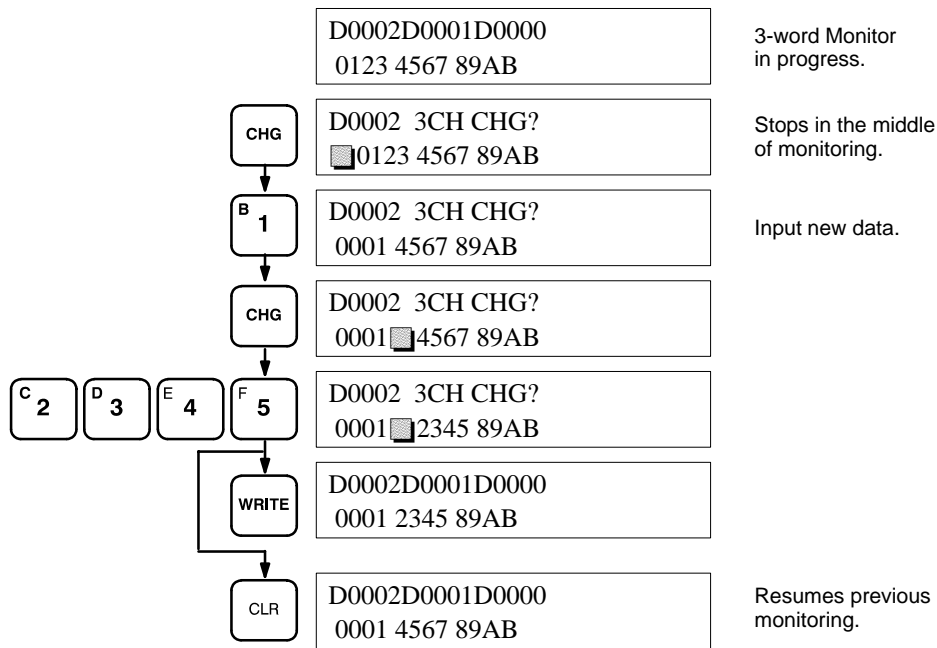 D0002D0001D0000
0123 4567 89AB
3-word Monitor
in progress.
CHG
D0002 3CH CHG?
0123 4567 89AB
Stops in the middle
of monitoring.
B 1
D0002 3CH CHG?
0001 4567 89AB
Input new data.
CHG
D0002 3CH CHG?
0001 4567 89AB
C 2 D 3 E 4 F 5
D0002 3CH CHG?
0001 2345 89AB
WRITE
D0002D0001D0000
0001 2345 89AB
CLR
D0002D0001D0000
0001 4567 89AB
Resumes previous
monitoring.